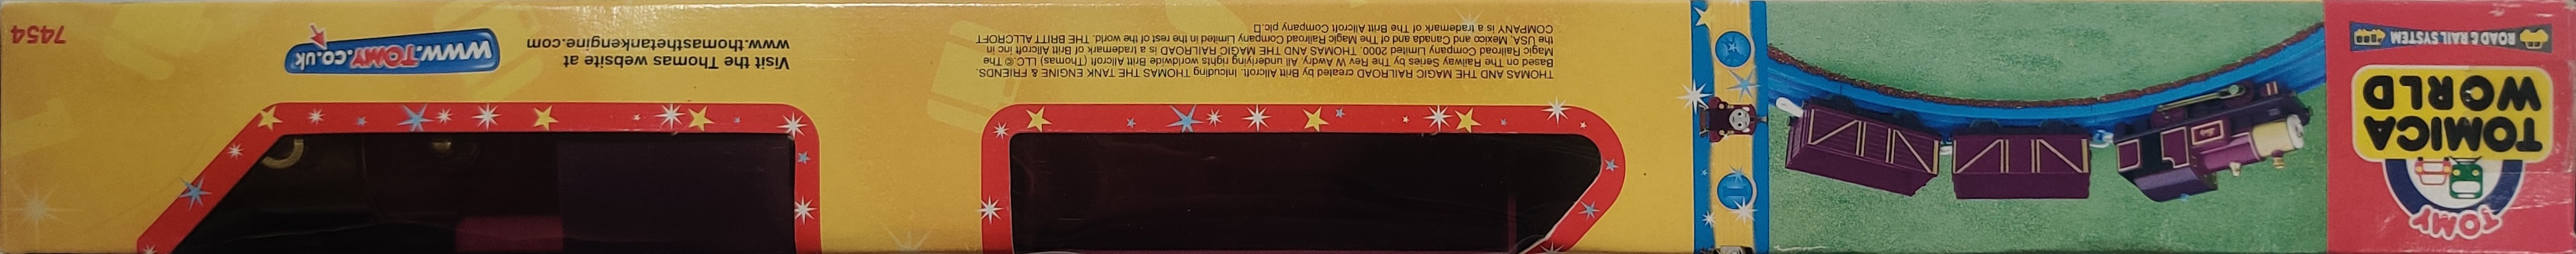 TOMY
TOMICA
WORLD
ROAD & RAIL SYSTEM
THOMAS AND THE MAGIC RAILROAD created by Britt Allcroft. Including THOMAS THE TANK ENGINE & FRIENDS.
Based on The Railway Series by The Rev W Awdry. All underlying rights worldwide Britt Allcroft (Thomas) LLC.© The
Magic Railroad Company Limited 2000. THOMAS AND THE MAGIC RAILROAD is a trademark of Britt Allcroft Inc in
the USA, Mexico and Canada and of The Magic Railroad Company Limited in the rest of the world. THE BRITT ALLCROFT
COMPANY is a trademark of The Britt Allcroft Company plc.
Visit the Thomas website at
www.thomasthetankengine.com
www.TOMY.co.uk
7454